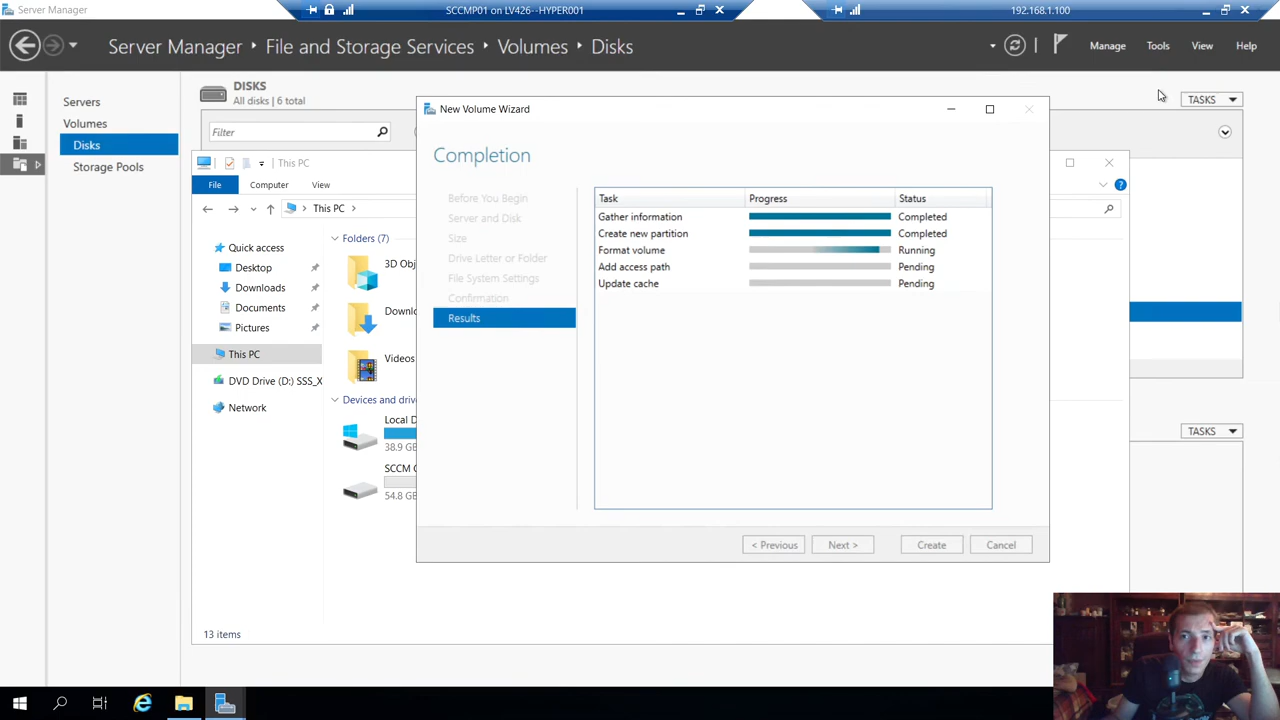 Server Manager
SCCMP01 on LV426--HYPER001
192.168.1.100
Server Manager
File and Storage Services
Volumes
Disks
Manage
Tools
View
Help
Servers
Volumes
Disks
Storage Pools
DISKS
All disks | 6 total
TASKS
Filter
This PC
File
Computer
View
This PC
Quick access
Desktop
Downloads
Documents
Pictures
This PC
DVD Drive (D:) SSS_X
Network
Folders (7)
3D Obj
Downl
Videos
Devices and drive
Local D
38.9 GB
SCCM C
54.8 GB
13 items
New Volume Wizard
Completion
Before You Begin
Server and Disk
Size
Drive Letter or Folder
File System Settings
Confirmation
Results
Task Progress Status
Gather information Completed
Create new partition Completed
Format volume Running
Add access path Pending
Update cache Pending
< Previous
Next >
Create
Cancel
TASKS